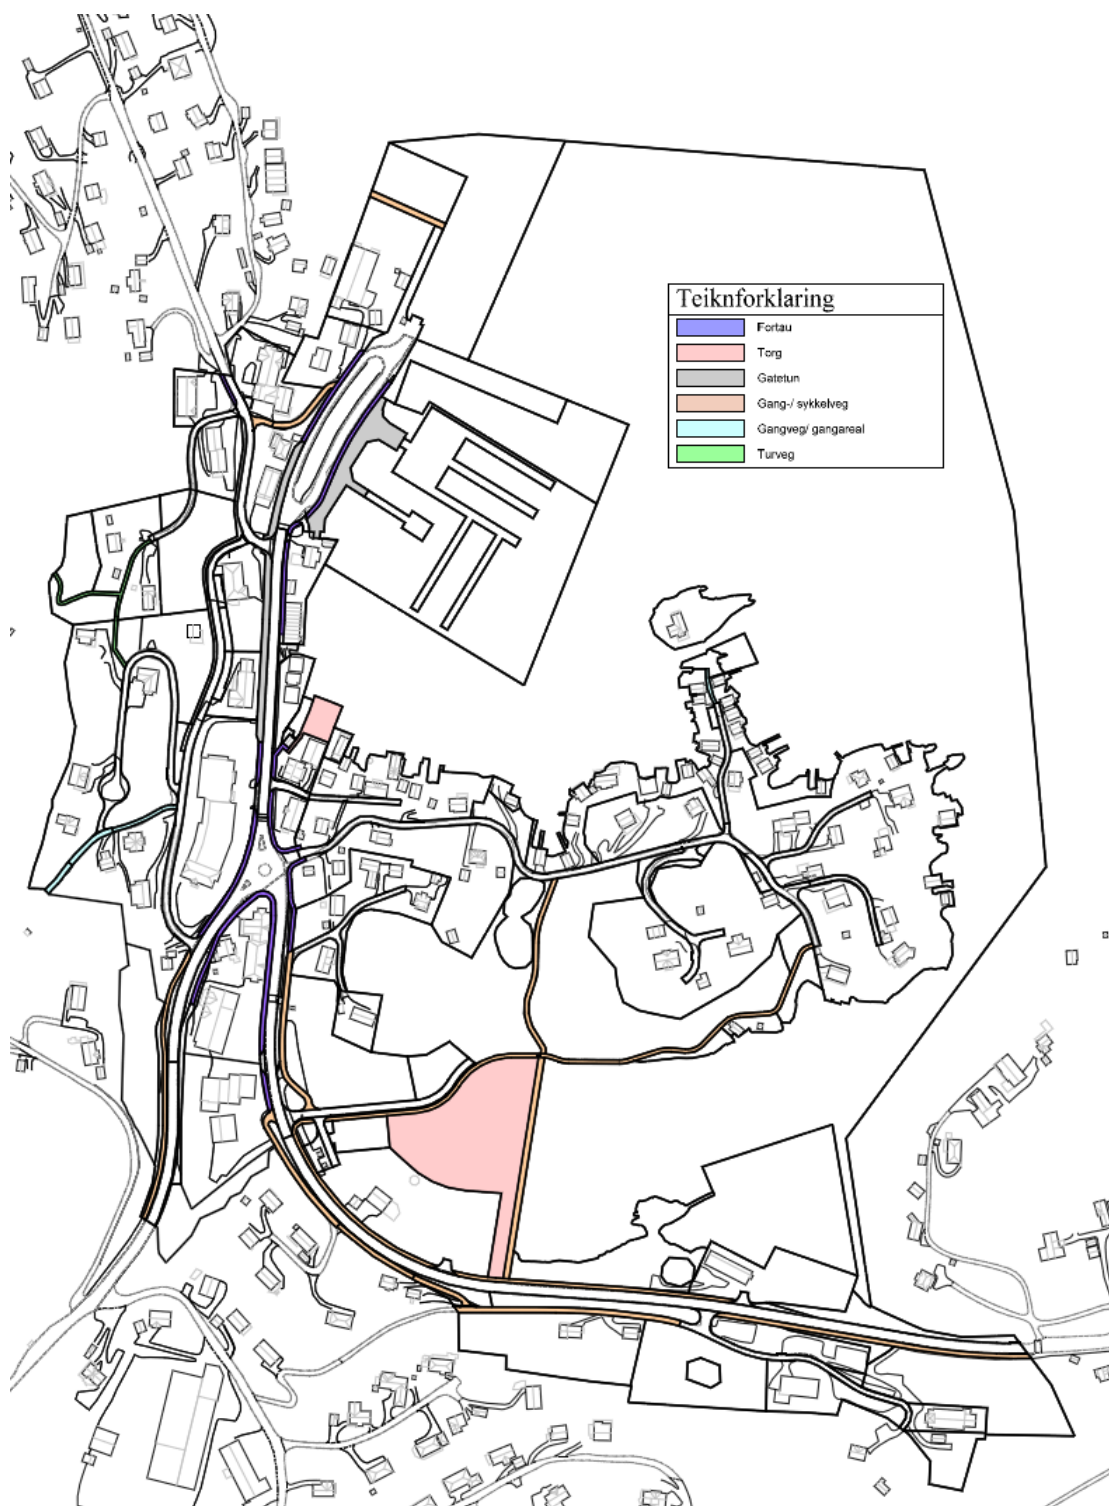 Teiknforklaring
Fortau
Torg
Gatetun
Gang-/ sykkelveg
Gangveg/ gangareal
Turveg